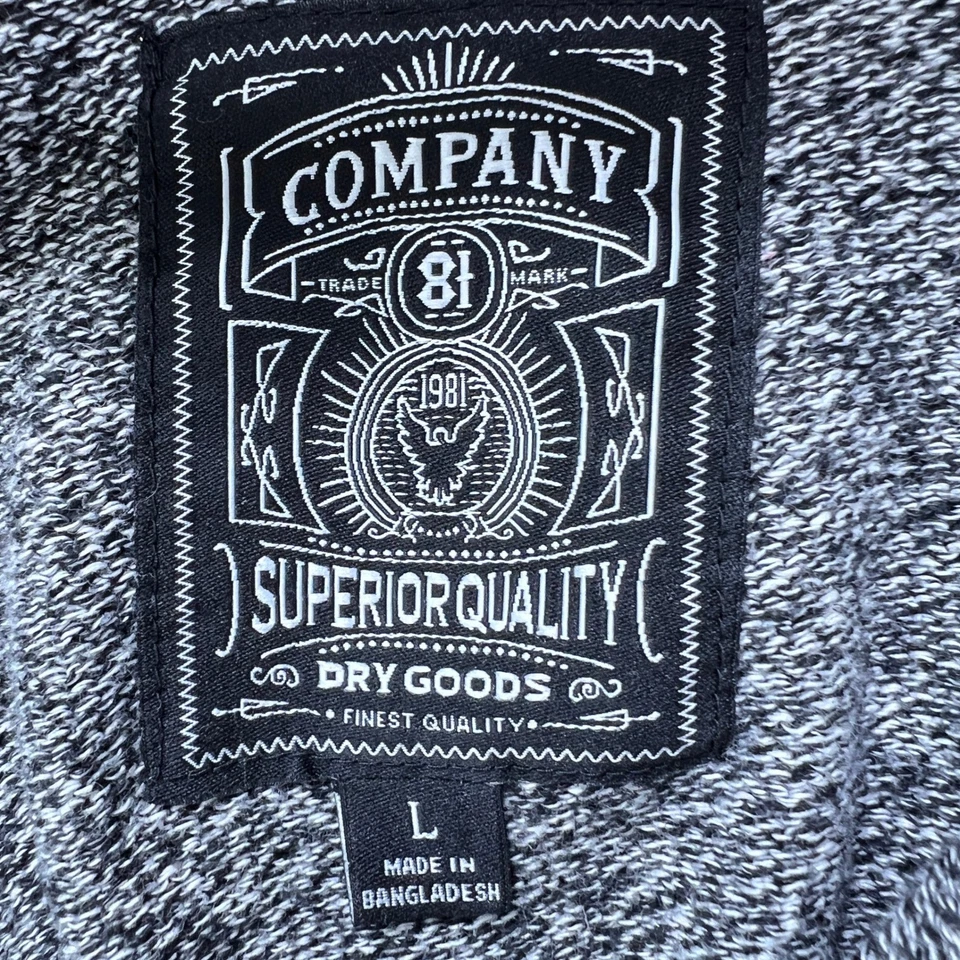 COMPANY
TRADE 81 MARK
1981
SUPERIOR QUALITY
DRY GOODS
• FINEST QUALITY •
L
MADE IN
BANGLADESH